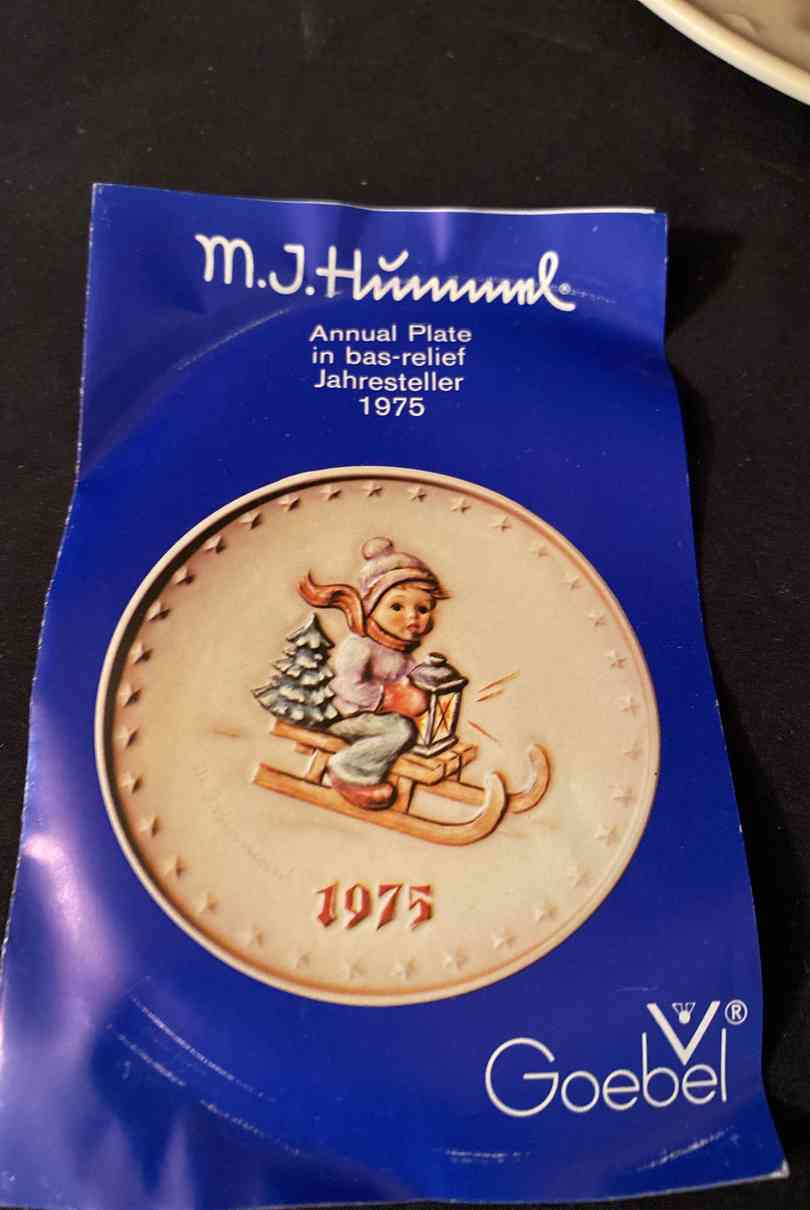 M.J.Hummel®
Annual Plate
in bas-relief
Jahresteller
1975
1975
Goebel®